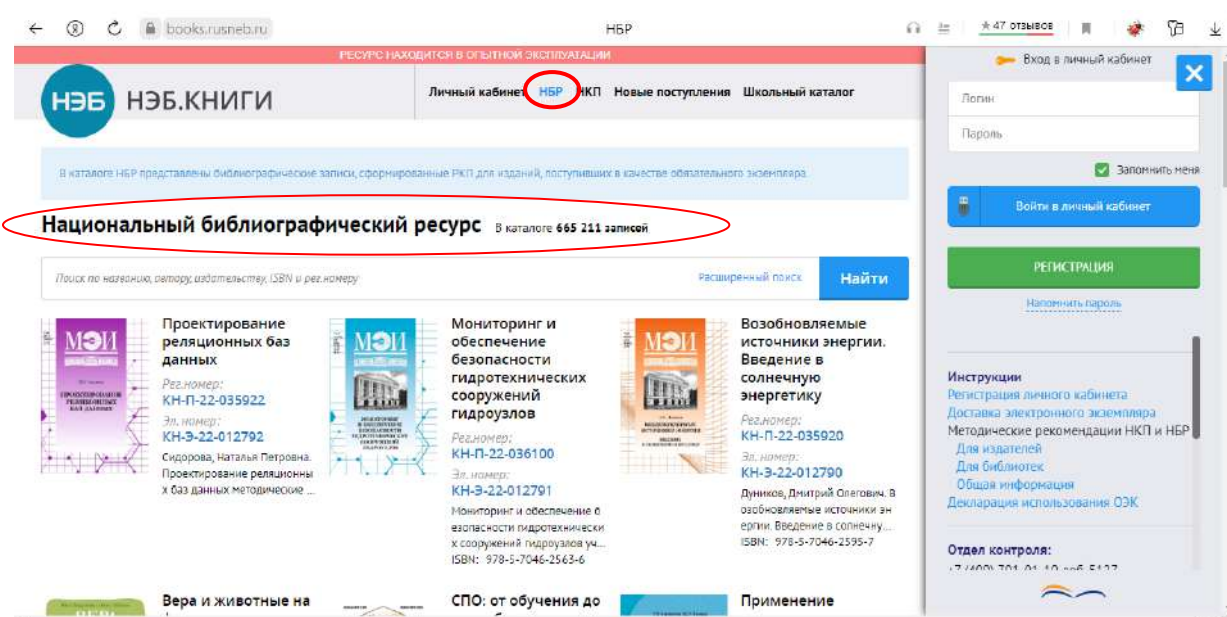 books.rusneb.ru
НБР
47 отзывов
РЕСУРС НАХОДИТСЯ В ОПЫТНОЙ ЭКСПЛУАТАЦИИ
НЭБ НЭБ.КНИГИ
Личный кабинет НБР НКП Новые поступления Школьный каталог
В каталоге НБР представлены библиографические записи, сформированные РКП для изданий, поступивших в качестве обязательного экземпляра.
Национальный библиографический ресурс В каталоге 665 211 записей
Поиск по названию, автору, издательству, ISBN и рег.номеру Расширенный поиск Найти
МЭИ
ПРОЕКТИРОВАНИЕ
РЕЛЯЦИОННЫХ
БАЗ ДАННЫХ
Проектирование
реляционных баз
данных
Рег.номер:
КН-П-22-035922
Эл. номер:
КН-Э-22-012792
Сидорова, Наталья Петровна.
Проектирование реляционны
х баз данных методические ...
МЭИ
Мониторинг и
обеспечение
безопасности
гидротехнических
сооружений
гидроузлов
Рег.номер:
КН-П-22-036100
Эл. номер:
КН-Э-22-012791
Мониторинг и обеспечение б
езопасности гидротехнически
х сооружений гидроузлов уч...
ISBN: 978-5-7046-2563-6
МЭИ
Возобновляемые
источники энергии.
Введение в
солнечную
энергетику
Рег.номер:
КН-П-22-035920
Эл. номер:
КН-Э-22-012790
Дуников, Дмитрий Олегович. В
озобновляемые источники эн
ергии. Введение в солнечну...
ISBN: 978-5-7046-2595-7
Вера и животные на
СПО: от обучения до
Применение
Вход в личный кабинет
Логин
Пароль
Запомнить меня
Войти в личный кабинет
РЕГИСТРАЦИЯ
Напомнить пароль
Инструкции
Регистрация личного кабинета
Доставка электронного экземпляра
Методические рекомендации НКП и НБР
Для издателей
Для библиотек
Общая информация
Декларация использования ОЭК
Отдел контроля: